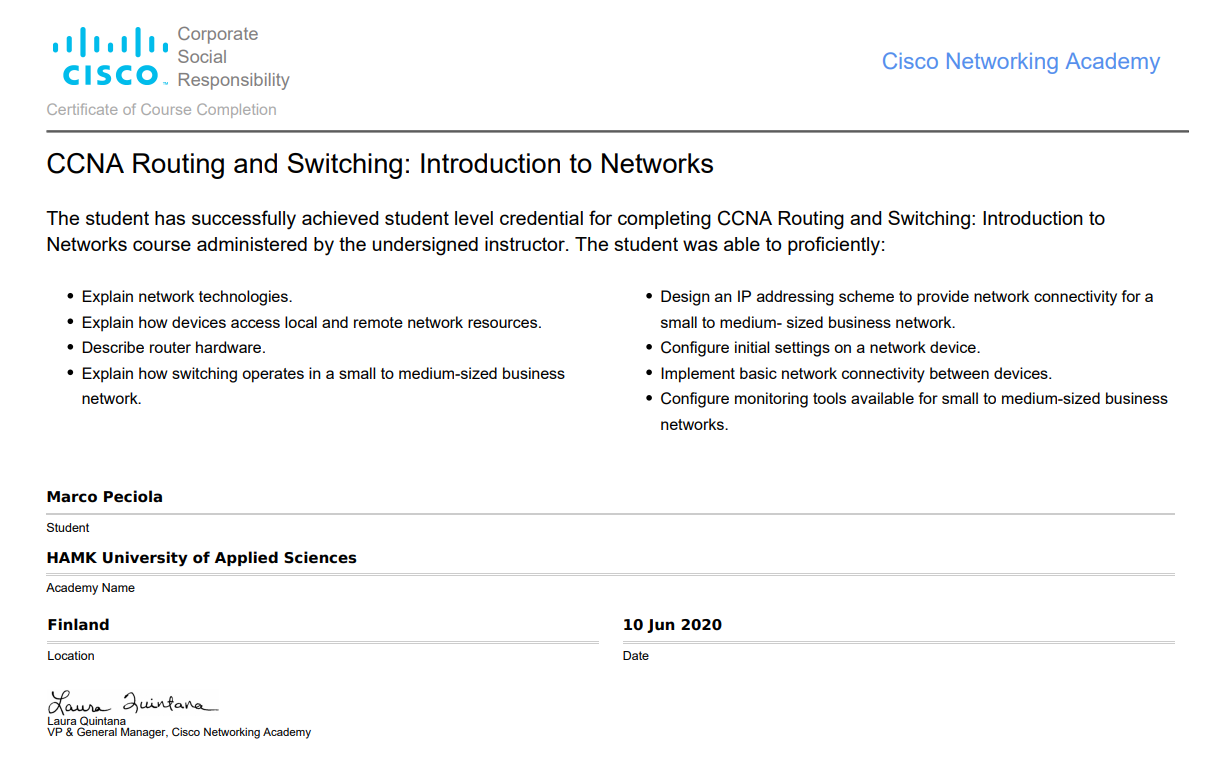 Corporate
Social
Responsibility
CISCO™
Cisco Networking Academy
Certificate of Course Completion
CCNA Routing and Switching: Introduction to Networks
The student has successfully achieved student level credential for completing CCNA Routing and Switching: Introduction to
Networks course administered by the undersigned instructor. The student was able to proficiently:
• Explain network technologies.
• Explain how devices access local and remote network resources.
• Describe router hardware.
• Explain how switching operates in a small to medium-sized business
network.
• Design an IP addressing scheme to provide network connectivity for a
small to medium- sized business network.
• Configure initial settings on a network device.
• Implement basic network connectivity between devices.
• Configure monitoring tools available for small to medium-sized business
networks.
Marco Peciola
Student
HAMK University of Applied Sciences
Academy Name
Finland
Location
10 Jun 2020
Date
Laura Quintana
Laura Quintana
VP & General Manager, Cisco Networking Academy